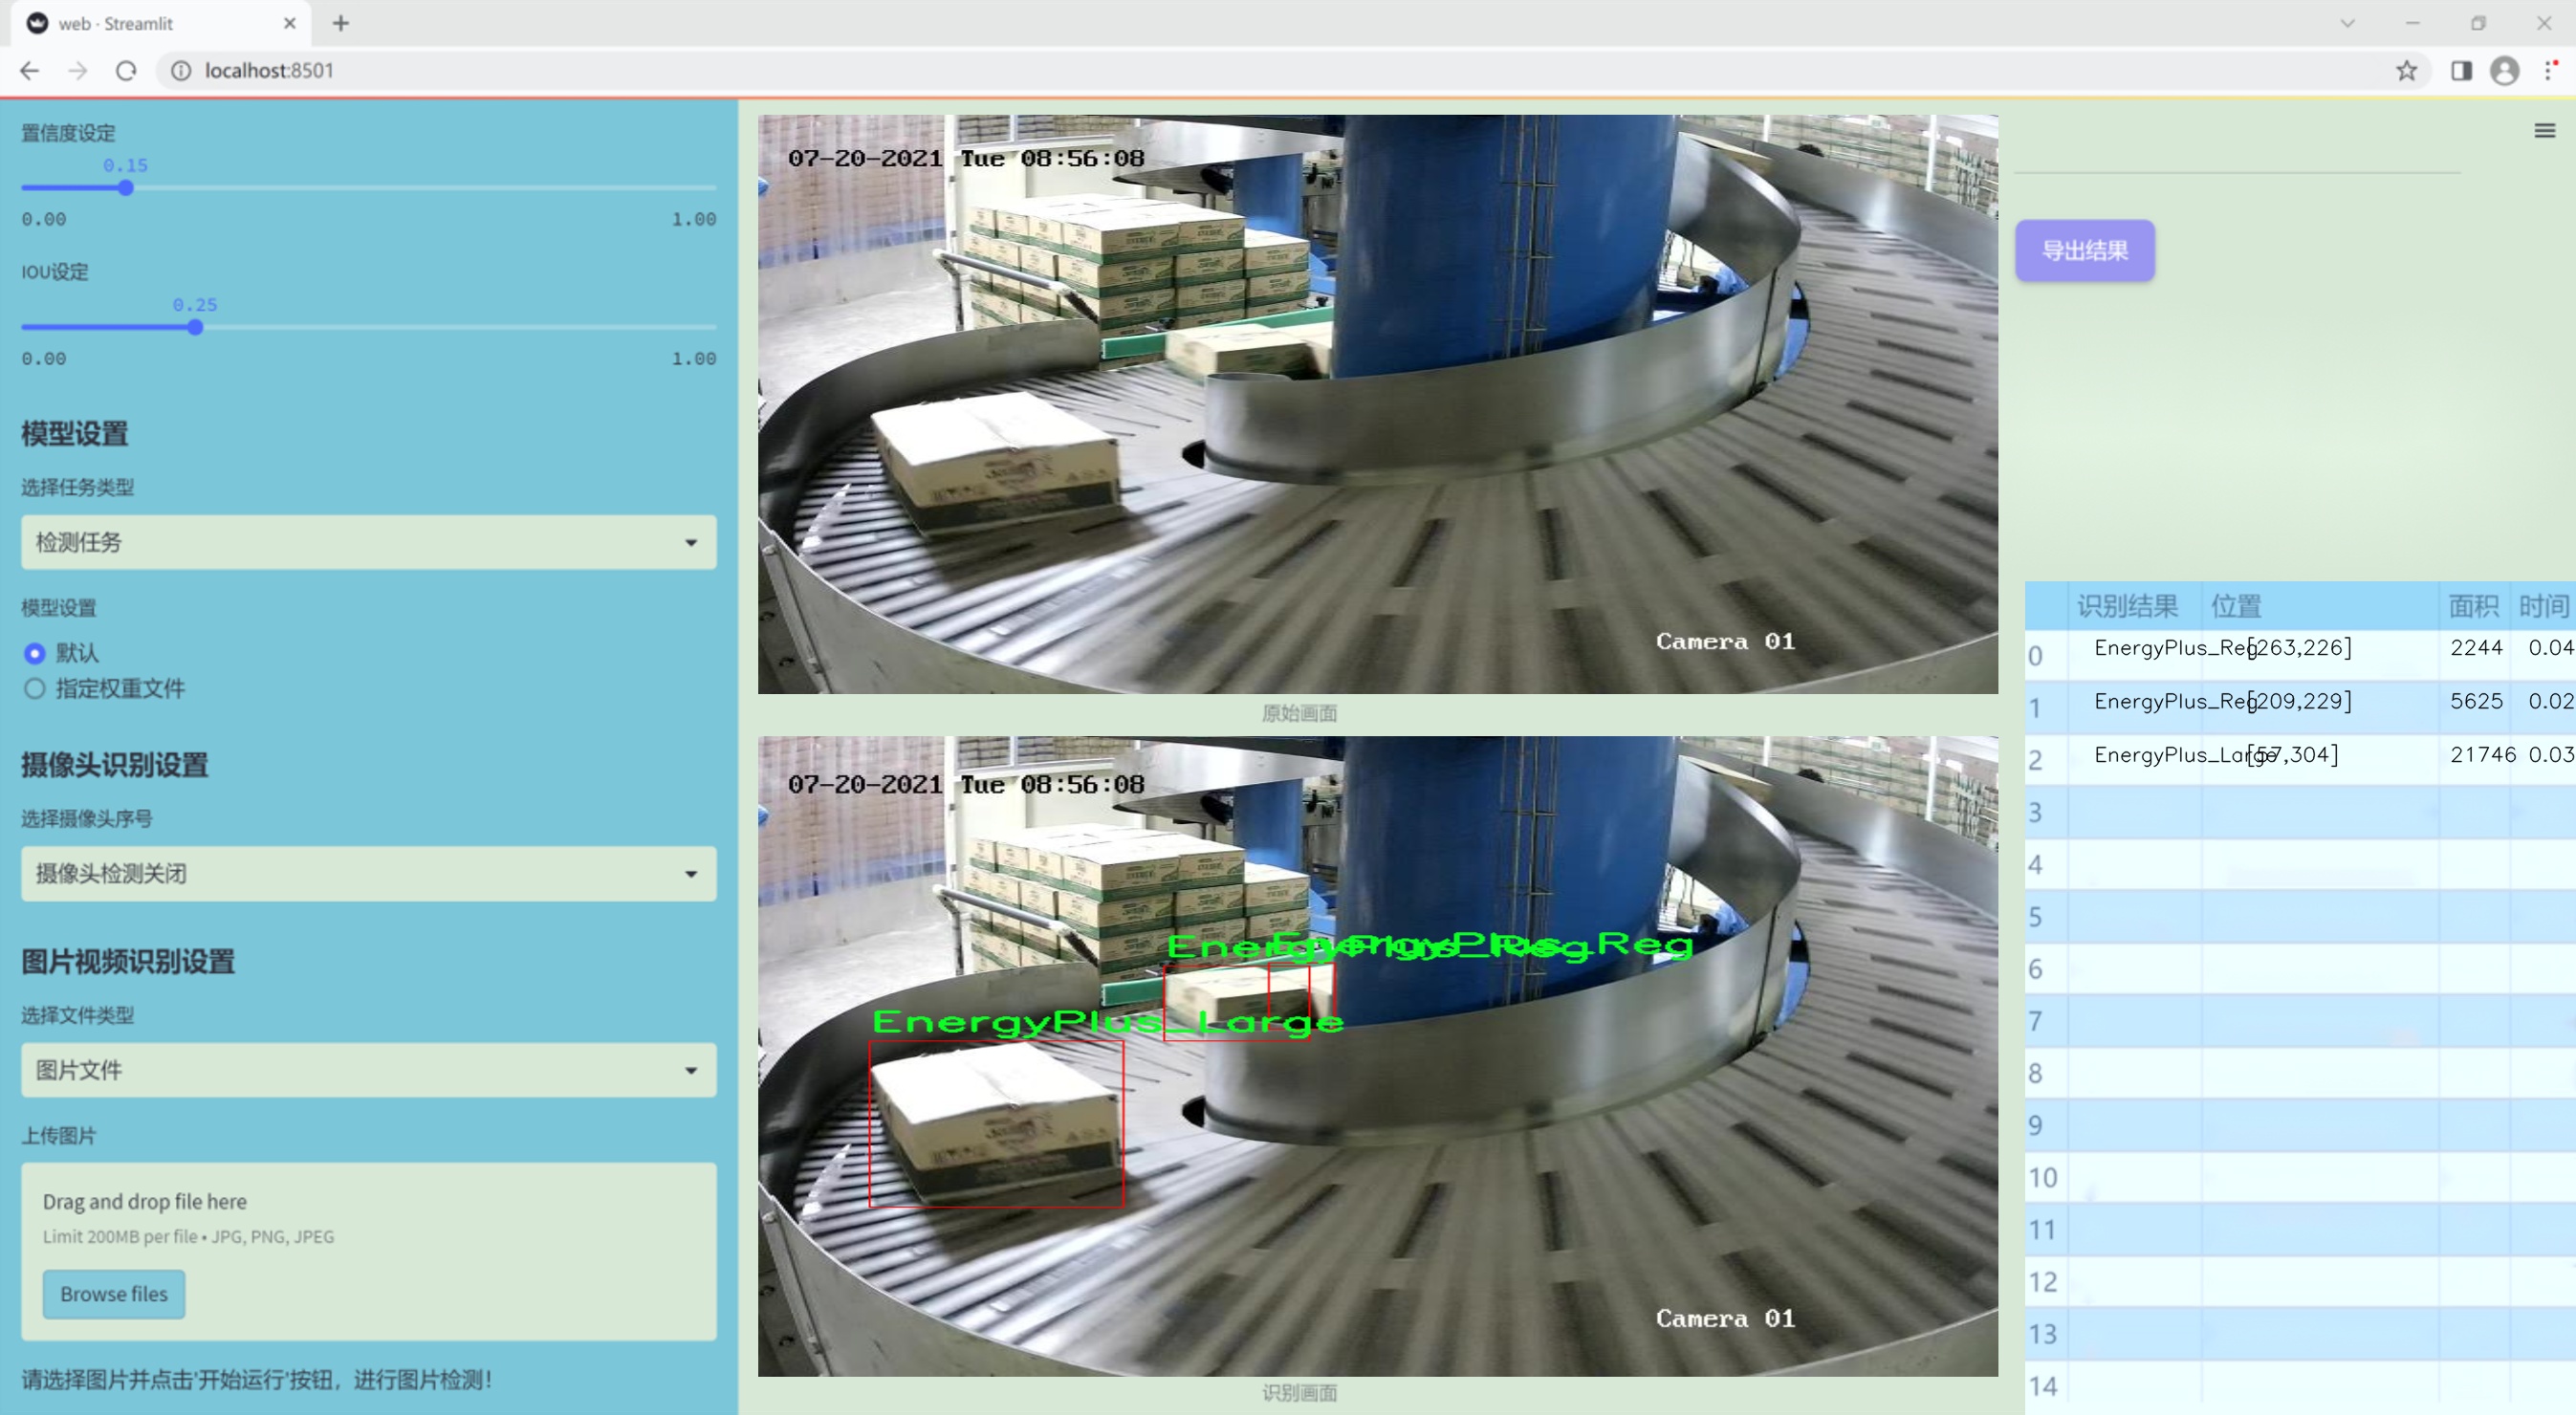 web · Streamlit
localhost:8501
置信度设定
0.15
0.00 1.00
IOU设定
0.25
0.00 1.00
模型设置
选择任务类型
检测任务
模型设置
默认
指定权重文件
摄像头识别设置
选择摄像头序号
摄像头检测关闭
图片视频识别设置
选择文件类型
图片文件
上传图片
Drag and drop file here
Limit 200MB per file • JPG, PNG, JPEG
Browse files
请选择图片并点击'开始运行'按钮，进行图片检测!
07-20-2021 Tue 08:56:08
Camera 01
原始画面
07-20-2021 Tue 08:56:08
EnergyPlus_Reg
EnergyPlus_Reg
EnergyPlus_Large
Camera 01
识别画面
导出结果
识别结果 位置 面积 时间
0 EnergyPlus_Reg [263,226] 2244 0.04
1 EnergyPlus_Reg [209,229] 5625 0.02
2 EnergyPlus_Large [57,304] 21746 0.03
3
4
5
6
7
8
9
10
11
12
13
14